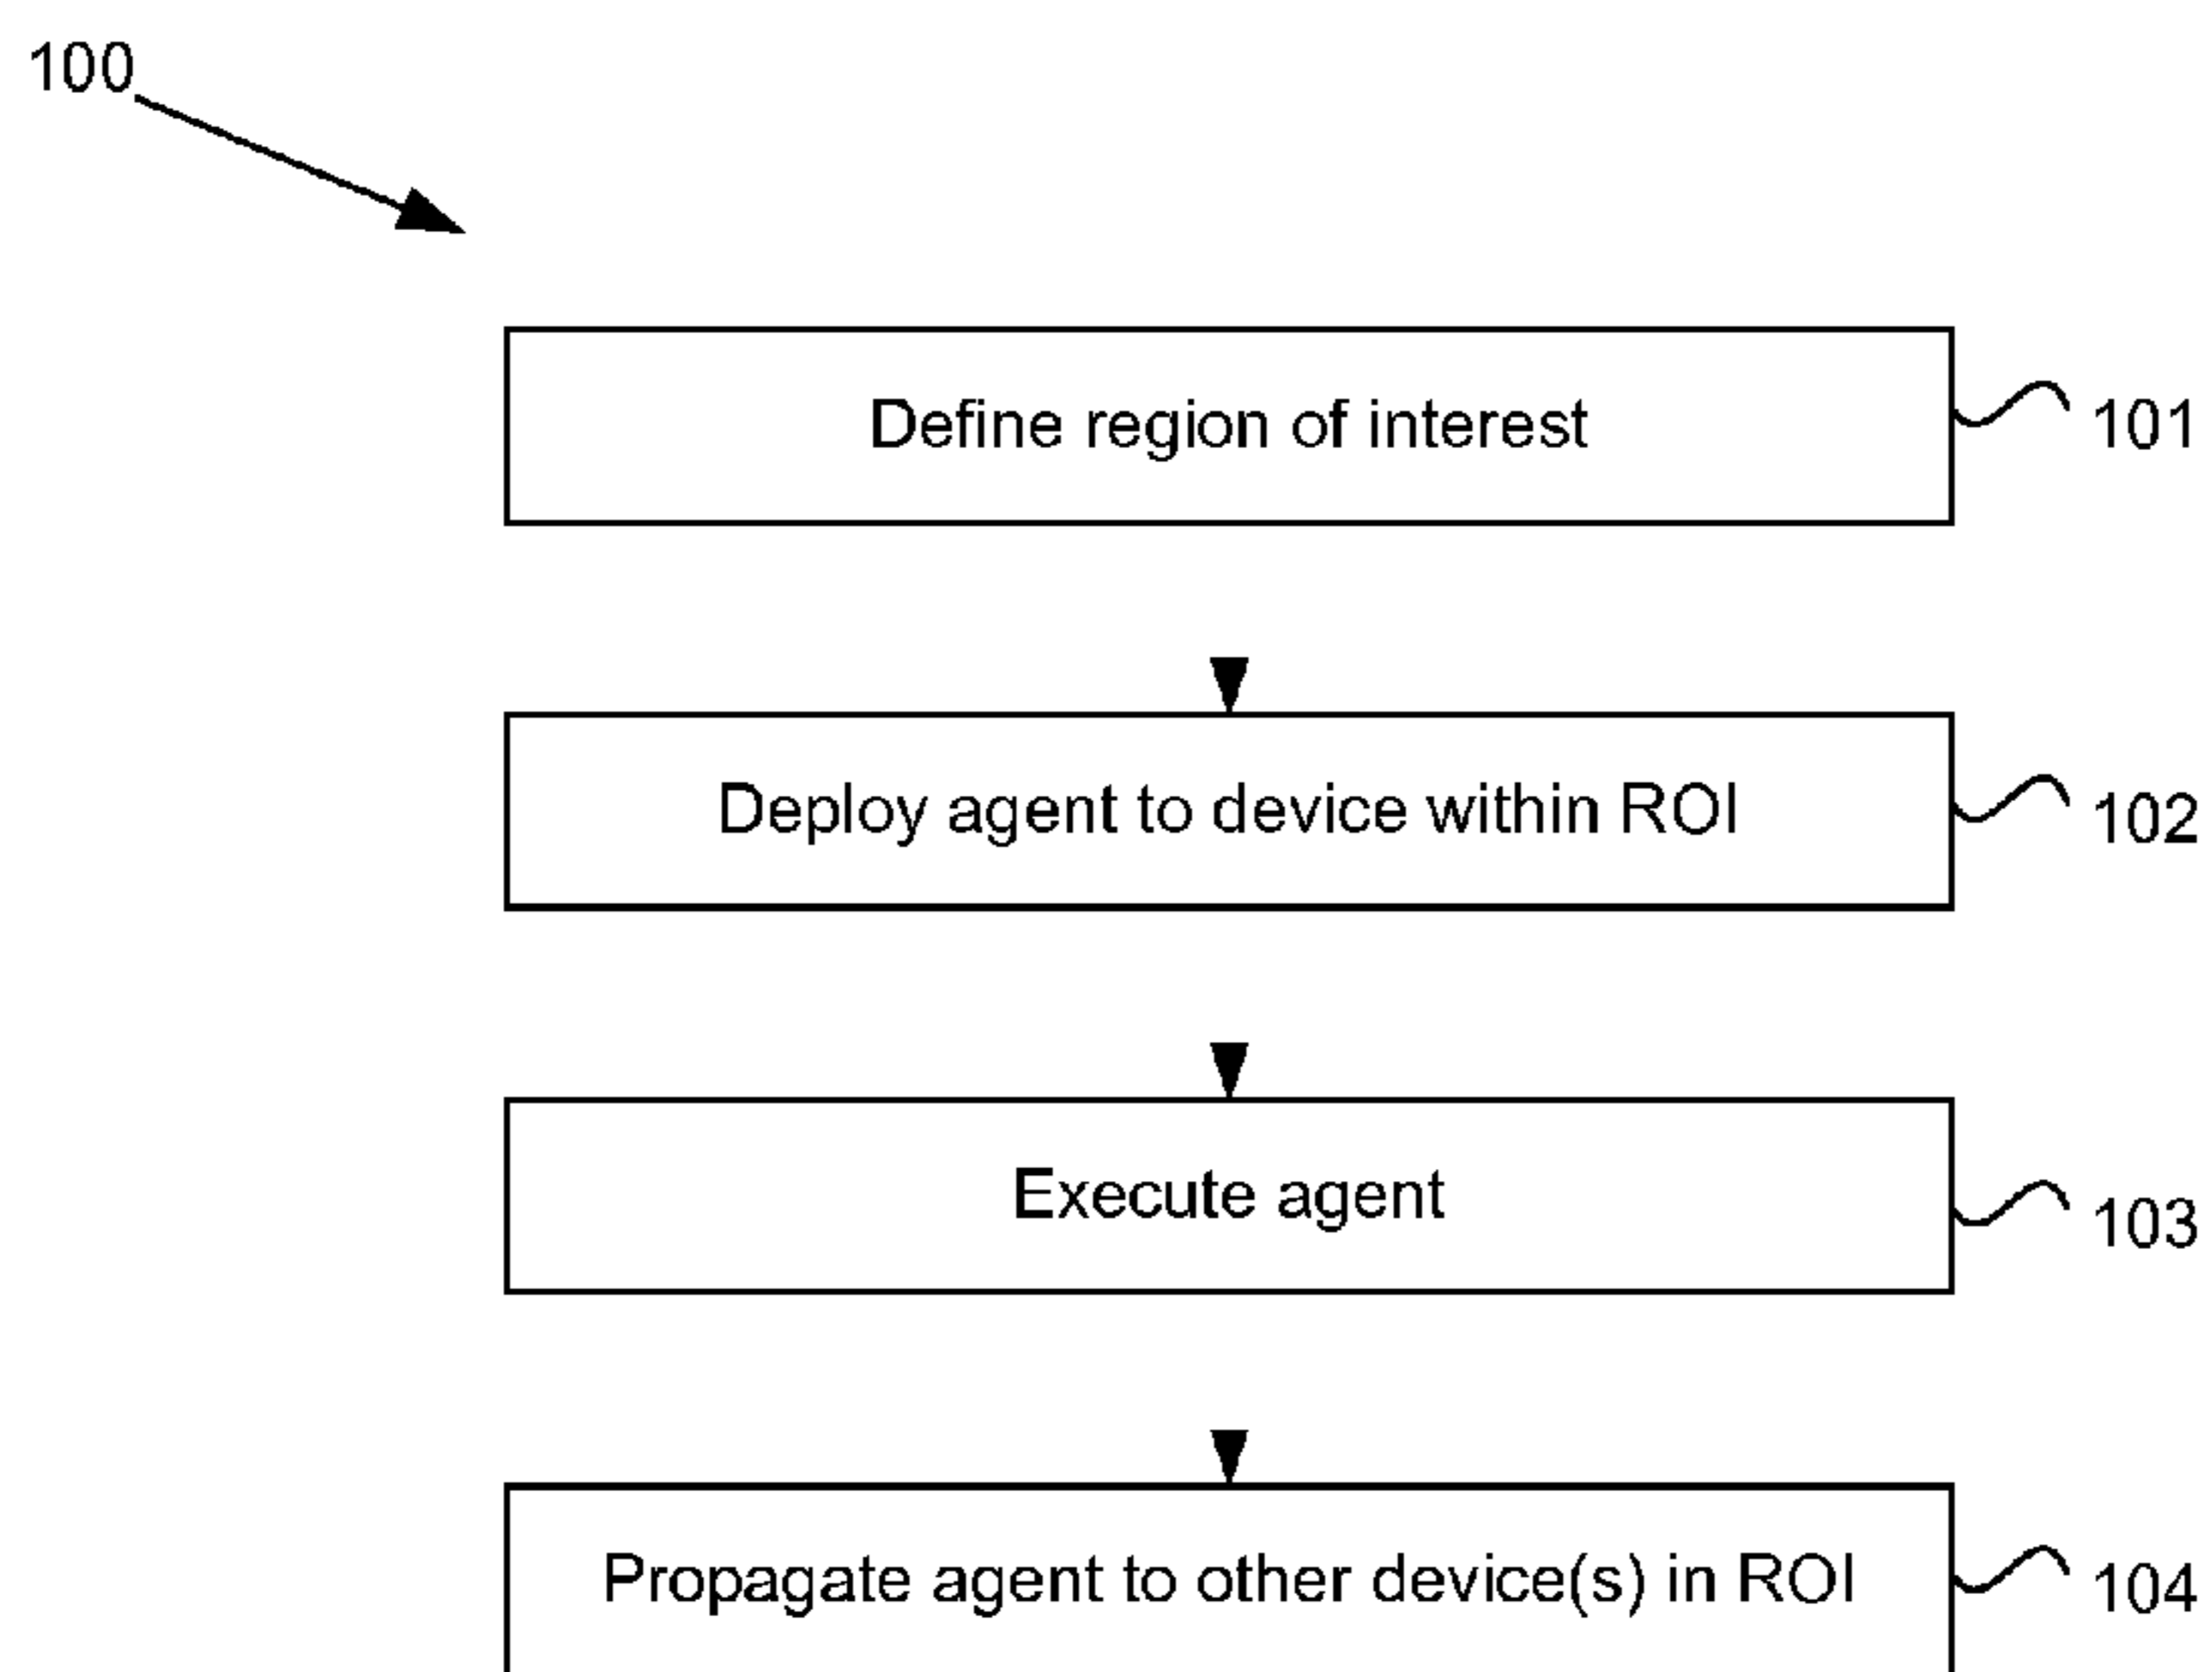 100
Define region of interest
101
Deploy agent to device within ROI
102
Execute agent
103
Propagate agent to other device(s) in ROI
104